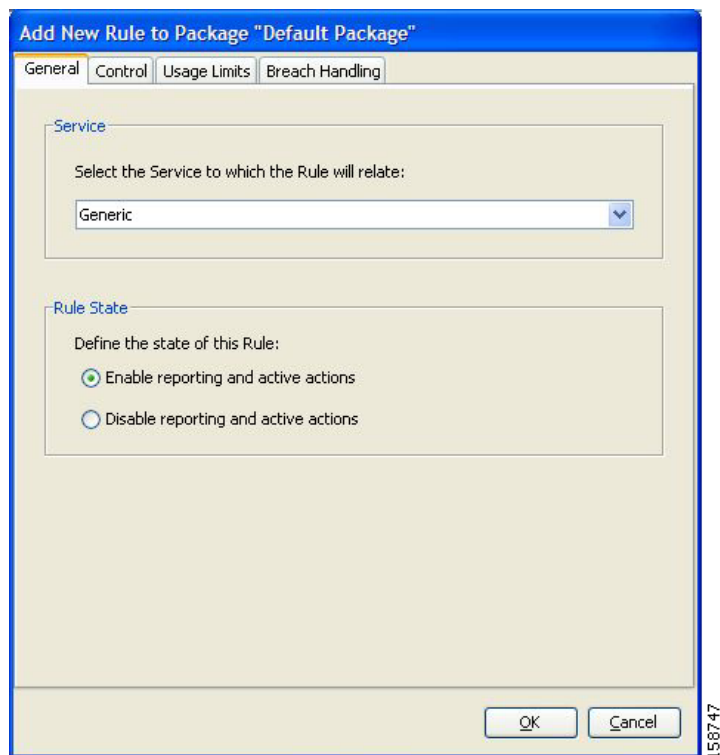 Add New Rule to Package "Default Package"
General Control Usage Limits Breach Handling
Service
Select the Service to which the Rule will relate:
Generic
Rule State
Define the state of this Rule:
Enable reporting and active actions
Disable reporting and active actions
OK Cancel
158747